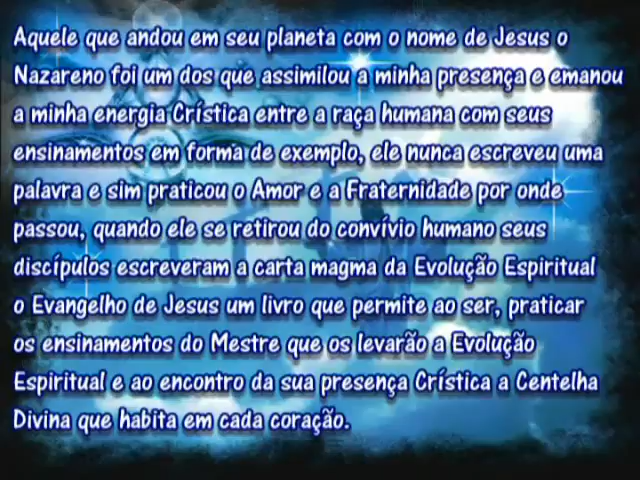 Aquele que andou em seu planeta com o nome de Jesus o
Nazareno foi um dos que assimilou a minha presença e emanou
a minha energia Crística entre a raça humana com seus
ensinamentos em forma de exemplo, ele nunca escreveu uma
palavra e sim praticou o Amor e a Fraternidade por onde
passou, quando ele se retirou do convívio humano seus
discípulos escreveram a carta magma da Evolução Espiritual
o Evangelho de Jesus um livro que permite ao ser, praticar
os ensinamentos do Mestre que os levarão a Evolução
Espiritual e ao encontro da sua presença Crística a Centelha
Divina que habita em cada coração.